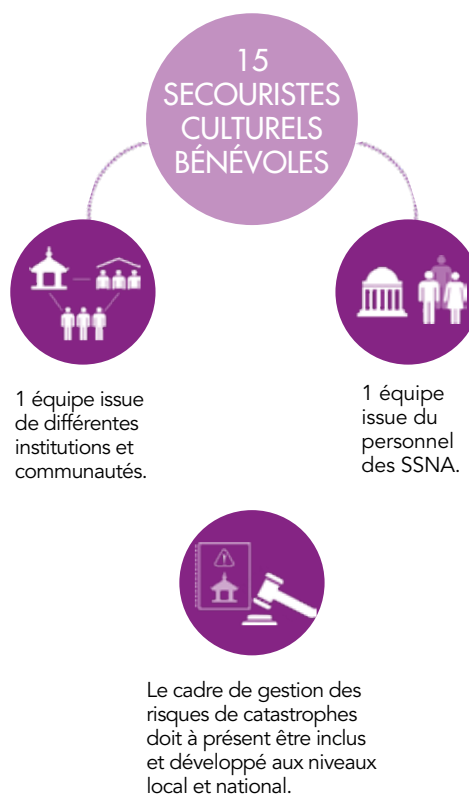 15
SECOURISTES
CULTURELS
BÉNÉVOLES
1 équipe issue
de différentes
institutions et
communautés.
1 équipe
issue du
personnel
des SSNA.
Le cadre de gestion des
risques de catastrophes
doit à présent être inclus
et développé aux niveaux
local et national.